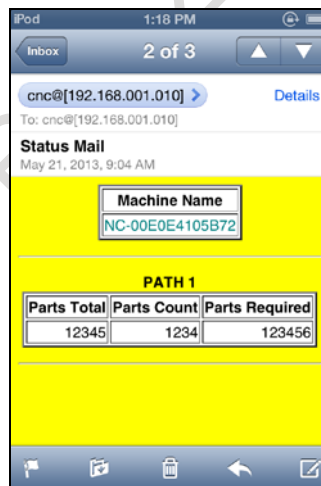 iPod 1:18 PM
Inbox 2 of 3
cnc@[192.168.001.010] Details
To: cnc@[192.168.001.010]
Status Mail
May 21, 2013, 9:04 AM
Machine Name
NC-00E0E4105B72
PATH 1
Parts Total Parts Count Parts Required
12345 1234 123456